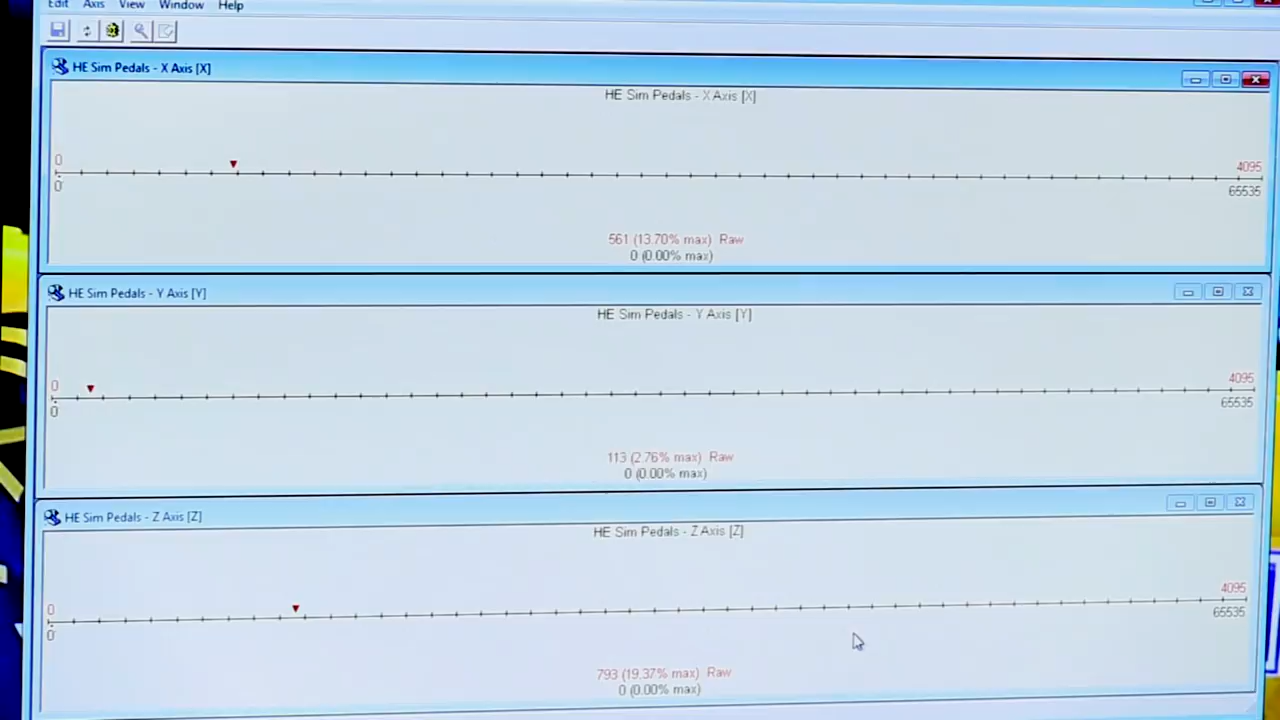 Edit Axis View Window Help
HE Sim Pedals - X Axis [X]
HE Sim Pedals - X Axis [X]
0 4095
0 65535
561 (13.70% max) Raw
0 (0.00% max)
HE Sim Pedals - Y Axis [Y]
HE Sim Pedals - Y Axis [Y]
0 4095
0 65535
113 (2.76% max) Raw
0 (0.00% max)
HE Sim Pedals - Z Axis [Z]
HE Sim Pedals - Z Axis [Z]
0 4095
0 65535
793 (19.37% max) Raw
0 (0.00% max)